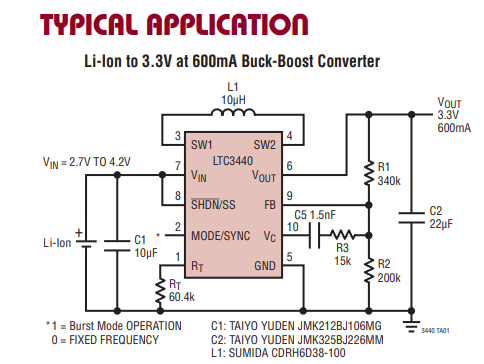 TYPICAL APPLICATION
Li-Ion to 3.3V at 600mA Buck-Boost Converter
L1
10µH
3
SW1
SW2
4
LTC3440
VIN = 2.7V TO 4.2V
7
VIN
VOUT
6
VOUT
3.3V
600mA
R1
340k
8
SHDN/SS
FB
9
C5 1.5nF
* 2
MODE/SYNC
VC
10
R3
15k
C2
22µF
+
Li-Ion
C1
10µF
1
RT
GND
5
R2
200k
RT
60.4k
*1 = Burst Mode OPERATION
0 = FIXED FREQUENCY
C1: TAIYO YUDEN JMK212BJ106MG
C2: TAIYO YUDEN JMK325BJ226MM
L1: SUMIDA CDRH6D38-100
3440 TA01